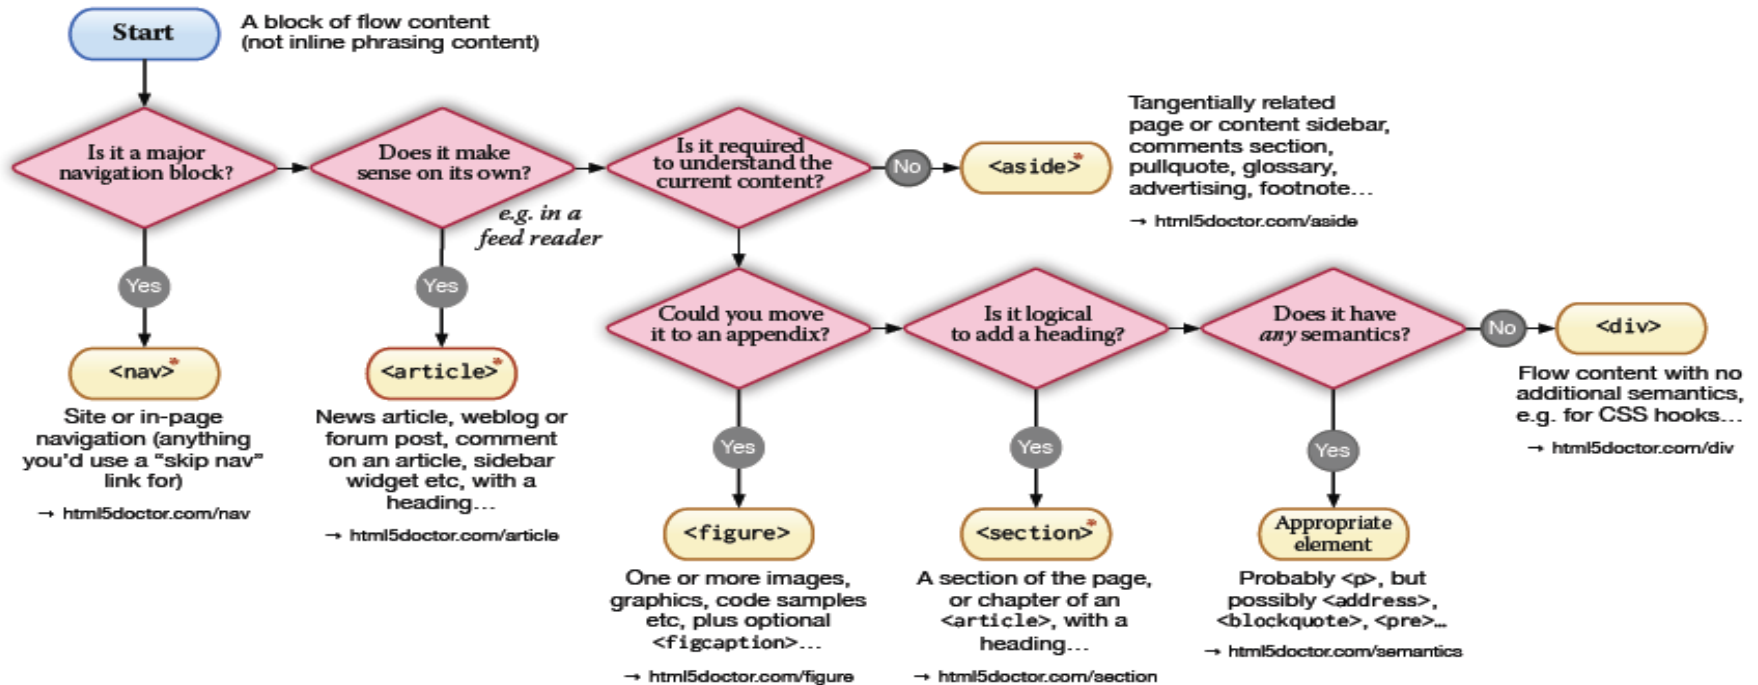 Start
A block of flow content
(not inline phrasing content)
Is it a major
navigation block?
Does it make
sense on its own?
e.g. in a
feed reader
Is it required
to understand the
current content?
No
<aside>*
Tangentially related
page or content sidebar,
comments section,
pullquote, glossary,
advertising, footnote…
→ html5doctor.com/aside
Yes
<nav>*
Site or in-page
navigation (anything
you’d use a “skip nav”
link for)
→ html5doctor.com/nav
Yes
<article>*
News article, weblog or
forum post, comment
on an article, sidebar
widget etc, with a
heading…
→ html5doctor.com/article
Could you move
it to an appendix?
Yes
<figure>
One or more images,
graphics, code samples
etc, plus optional
<figcaption>…
→ html5doctor.com/figure
Is it logical
to add a heading?
Yes
<section>*
A section of the page,
or chapter of an
<article>, with a
heading…
→ html5doctor.com/section
Does it have
any semantics?
Yes
Appropriate
element
Probably <p>, but
possibly <address>,
<blockquote>, <pre>…
→ html5doctor.com/semantics
No
<div>
Flow content with no
additional semantics,
e.g. for CSS hooks…
→ html5doctor.com/div